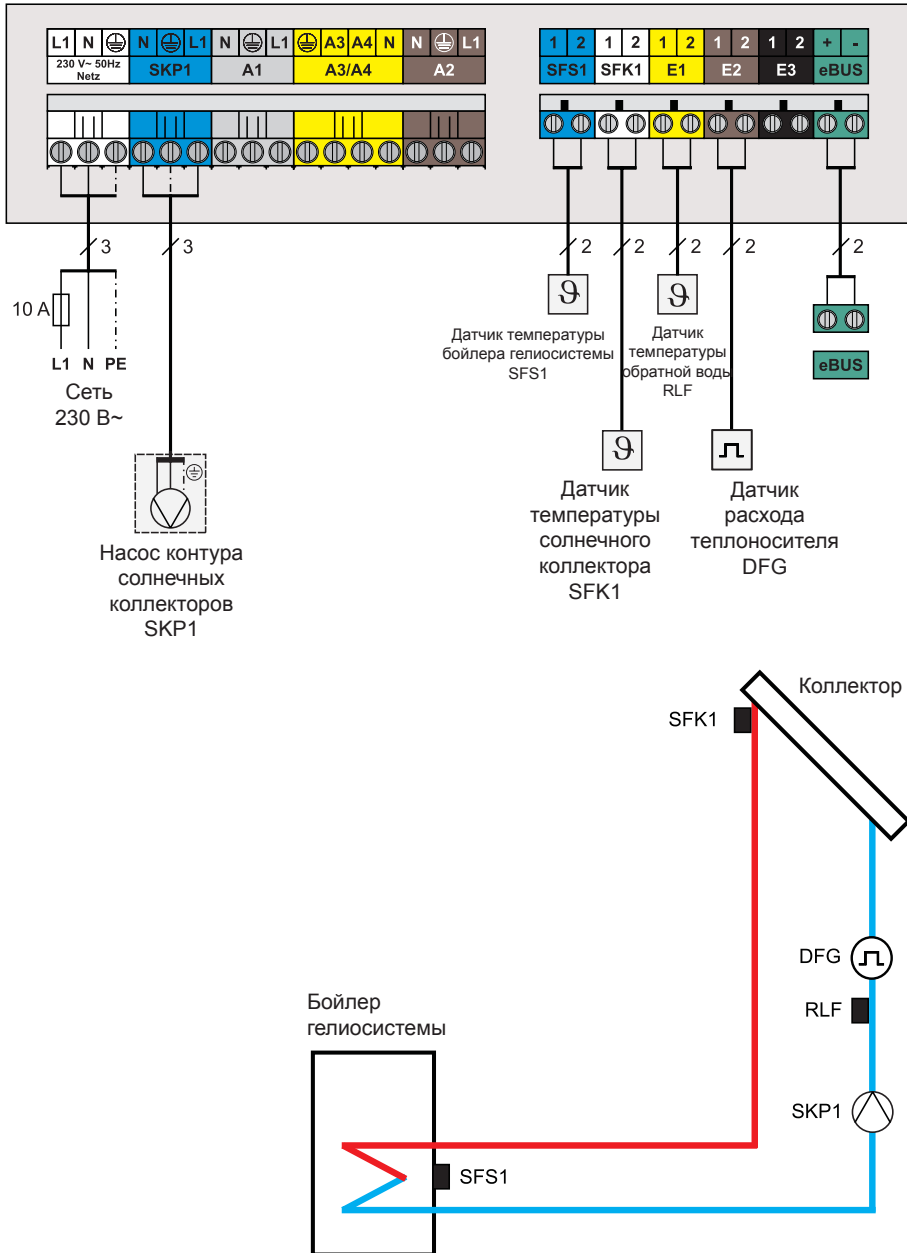 L1 N N L1 N L1 A3 A4 N N L1
230 V~ 50Hz
Netz
SKP1 A1 A3/A4 A2
1 2 1 2 1 2 1 2 1 2 + -
SFS1 SFK1 E1 E2 E3 eBUS
3 3 2 2 2 2 2
10 A
L1 N PE
Сеть
230 В~
Датчик температуры
бойлера гелиосистемы
SFS1
Датчик
температуры
обратной водь
RLF
eBUS
Насос контура
солнечных
коллекторов
SKP1
Датчик
температуры
солнечного
коллектора
SFK1
Датчик
расхода
теплоносителя
DFG
Коллектор
SFK1
DFG
RLF
Бойлер
гелиосистемы
SKP1
SFS1